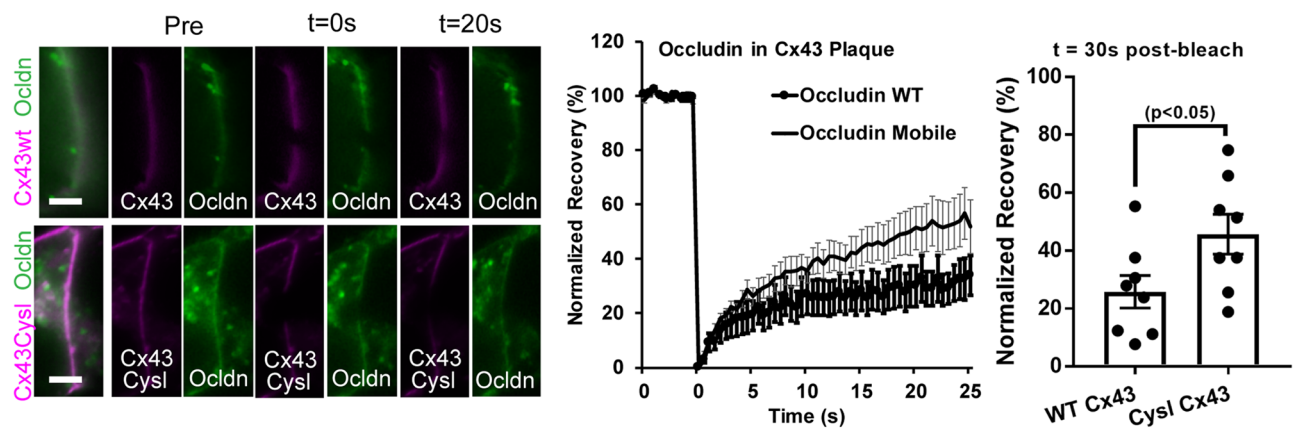 Pre
t=0s
t=20s
Cx43wt Ocldn
Cx43
Ocldn
Cx43
Ocldn
Cx43
Ocldn
Cx43Cysl Ocldn
Cx43
Cysl
Ocldn
Cx43
Cysl
Ocldn
Cx43
Cysl
Ocldn
Occludin in Cx43 Plaque
Occludin WT
Occludin Mobile
Normalized Recovery (%)
120
100
80
60
40
20
0
0 0 5 10 15 20 25
Time (s)
t = 30s post-bleach
(p<0.05)
Normalized Recovery (%)
100
80
60
40
20
0
WT Cx43
Cysl Cx43